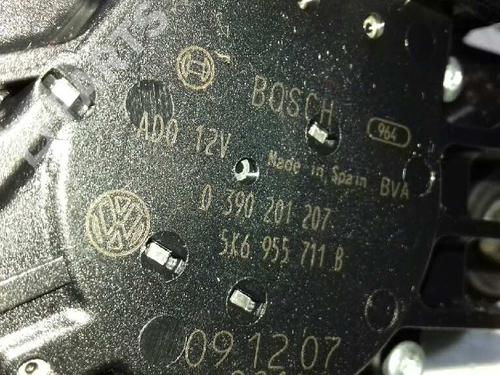 BOSCH
964
ADO 12V
Made in Spain BVA
0 390 201 207
5K6 955 711 B
09.12.07